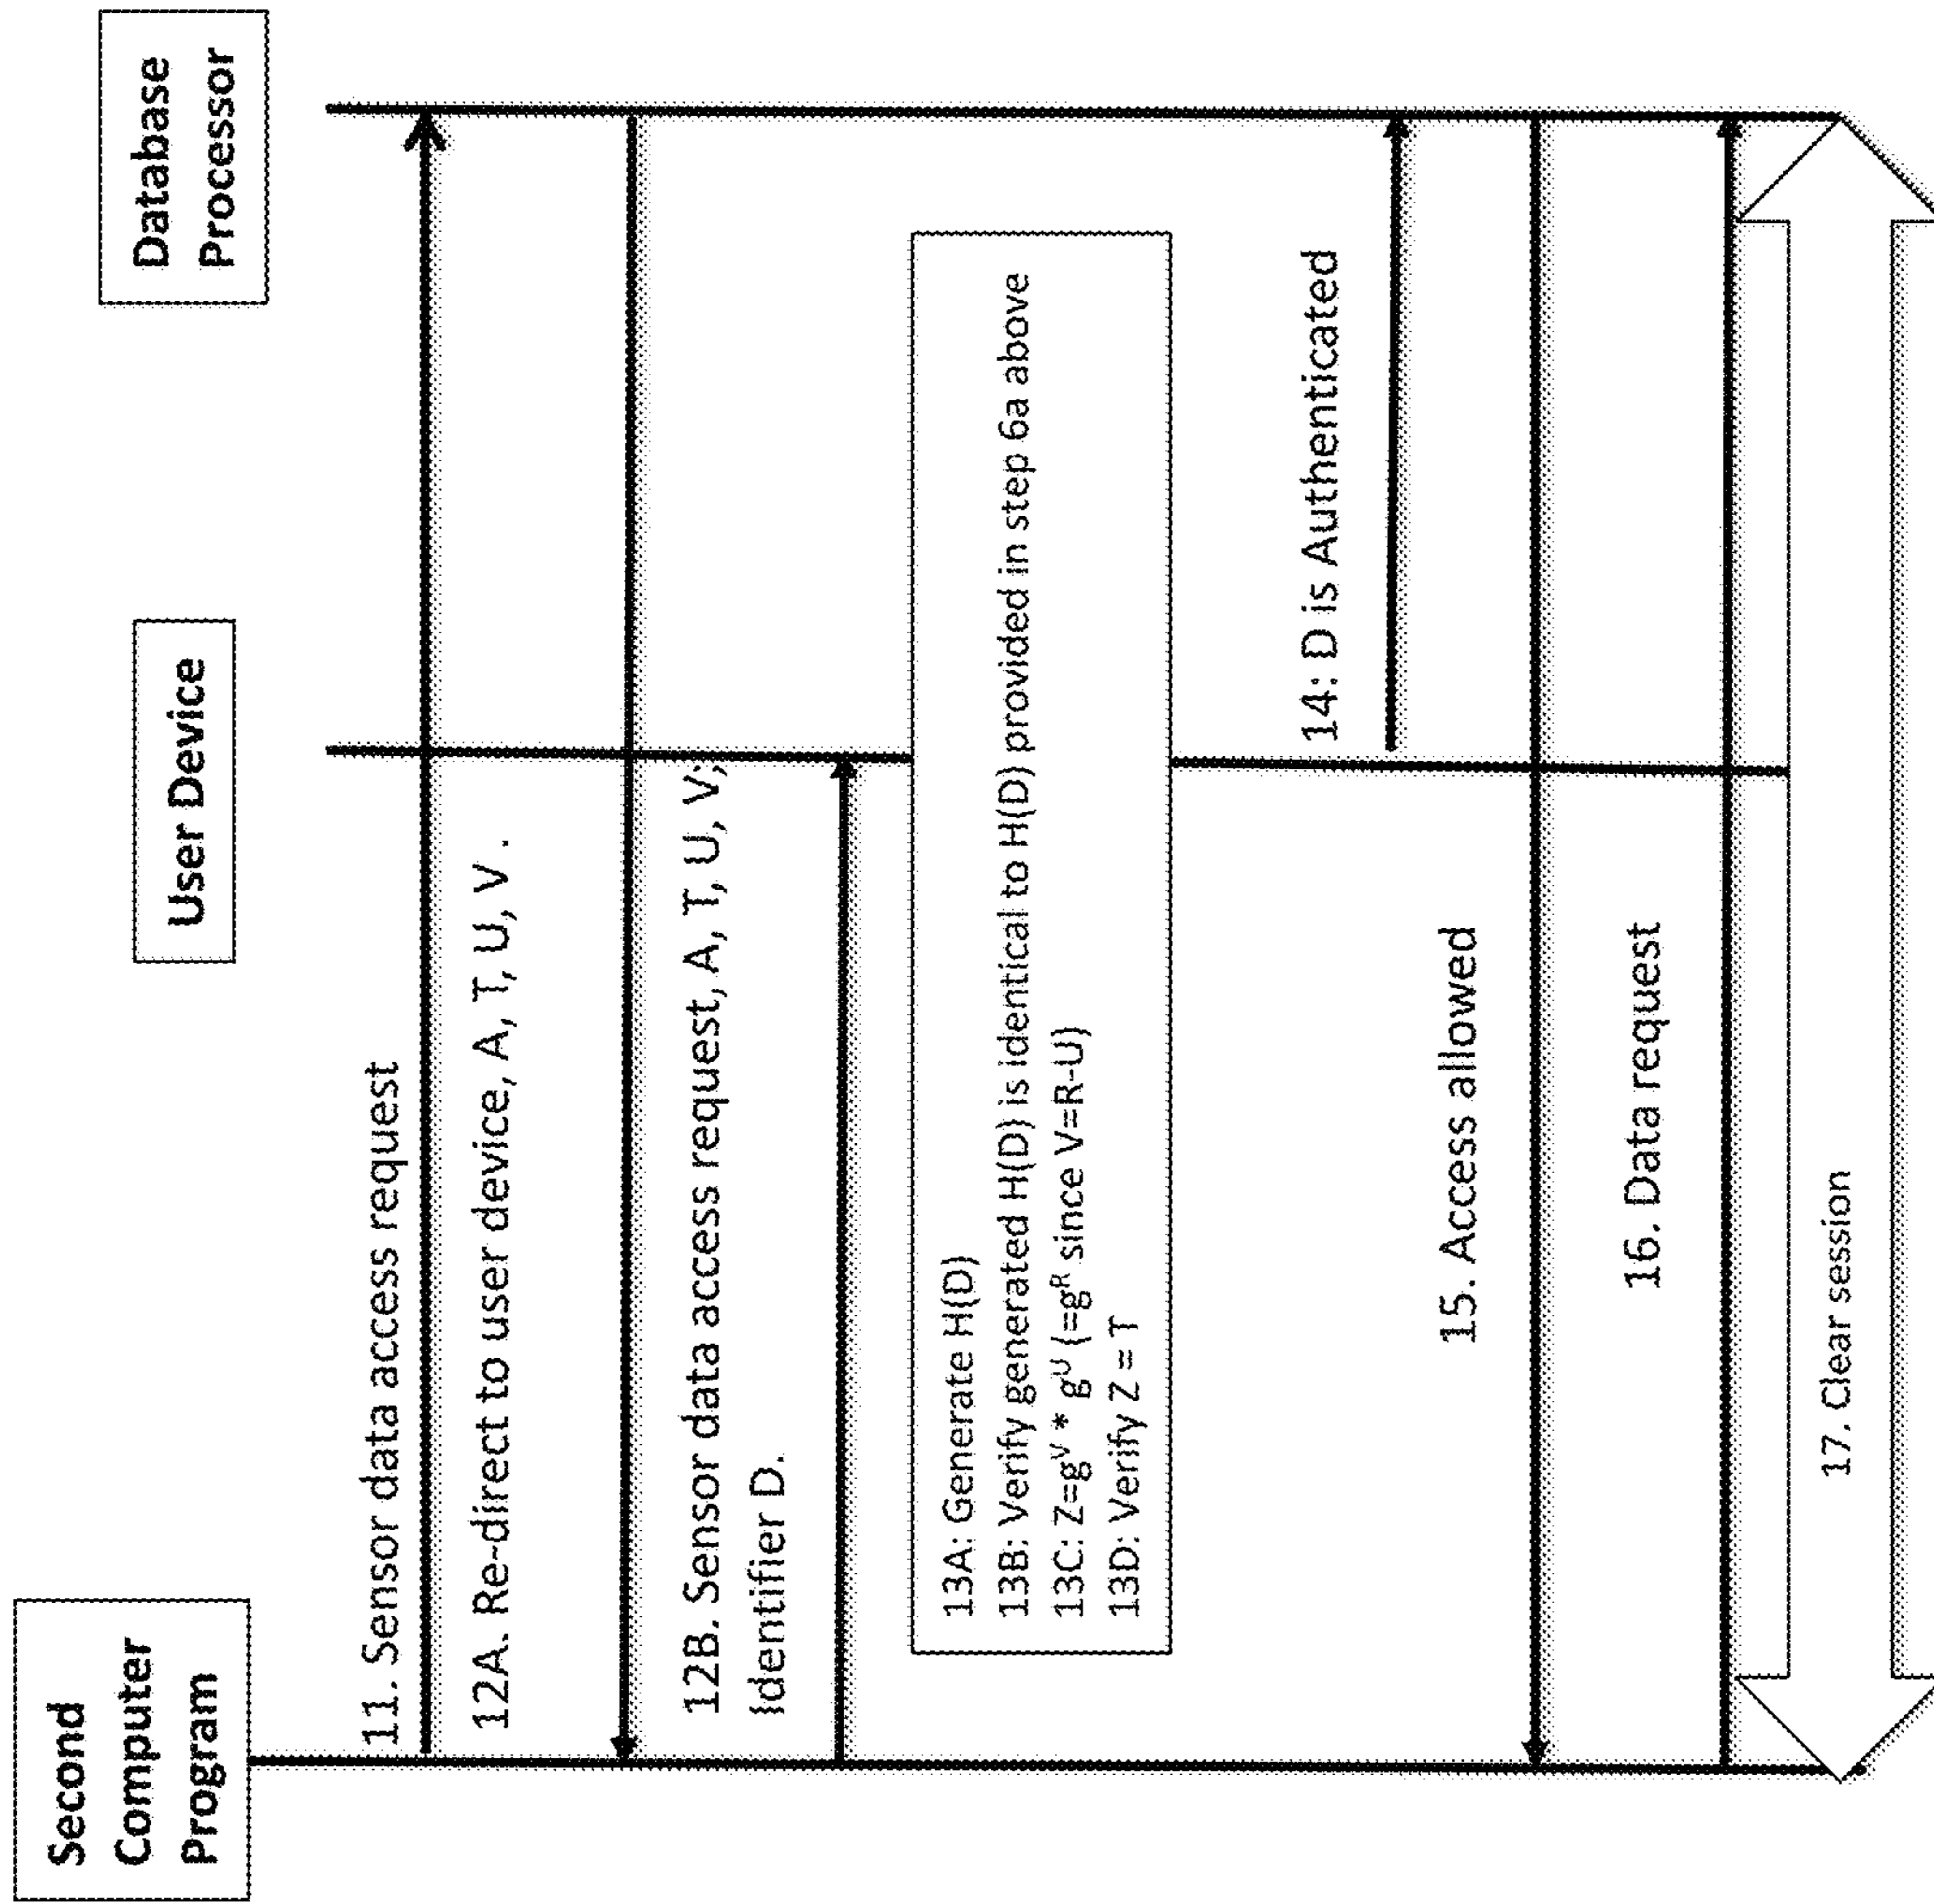 Second
Computer
Program
User Device
Database
Processor
11. Sensor data access request
12A. Re-direct to user device, A, T, U, V .
12B. Sensor data access request, A, T, U, V;
Identifier D.
13A: Generate H(D)
13B: Verify generated H(D) is identical to H(D) provided in step 6a above
13C: Z=g^V * g^U (=g^R since V=R-U)
13D: Verify Z = T
14: D is Authenticated
15. Access allowed
16. Data request
17. Clear session